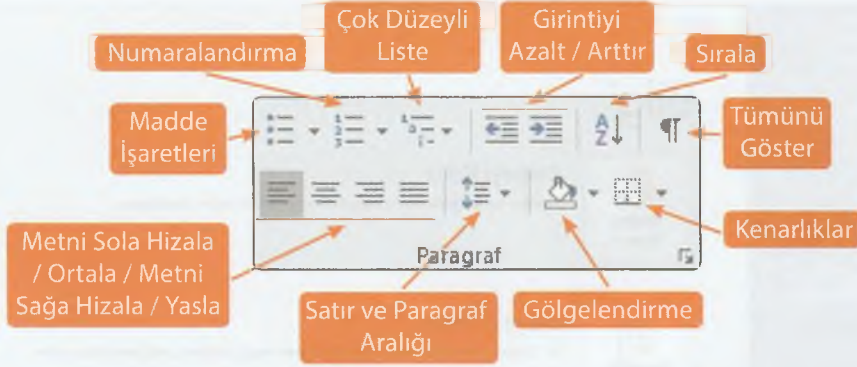 Çok Düzeyli
Liste
Girintiyi
Azalt / Arttır
Numaralandırma
Sırala
Madde
İşaretleri
Tümünü
Göster
Metni Sola Hizala
/ Ortala / Metni
Sağa Hizala / Yasla
Paragraf
Kenarlıklar
Satır ve Paragraf
Aralığı
Gölgelendirme